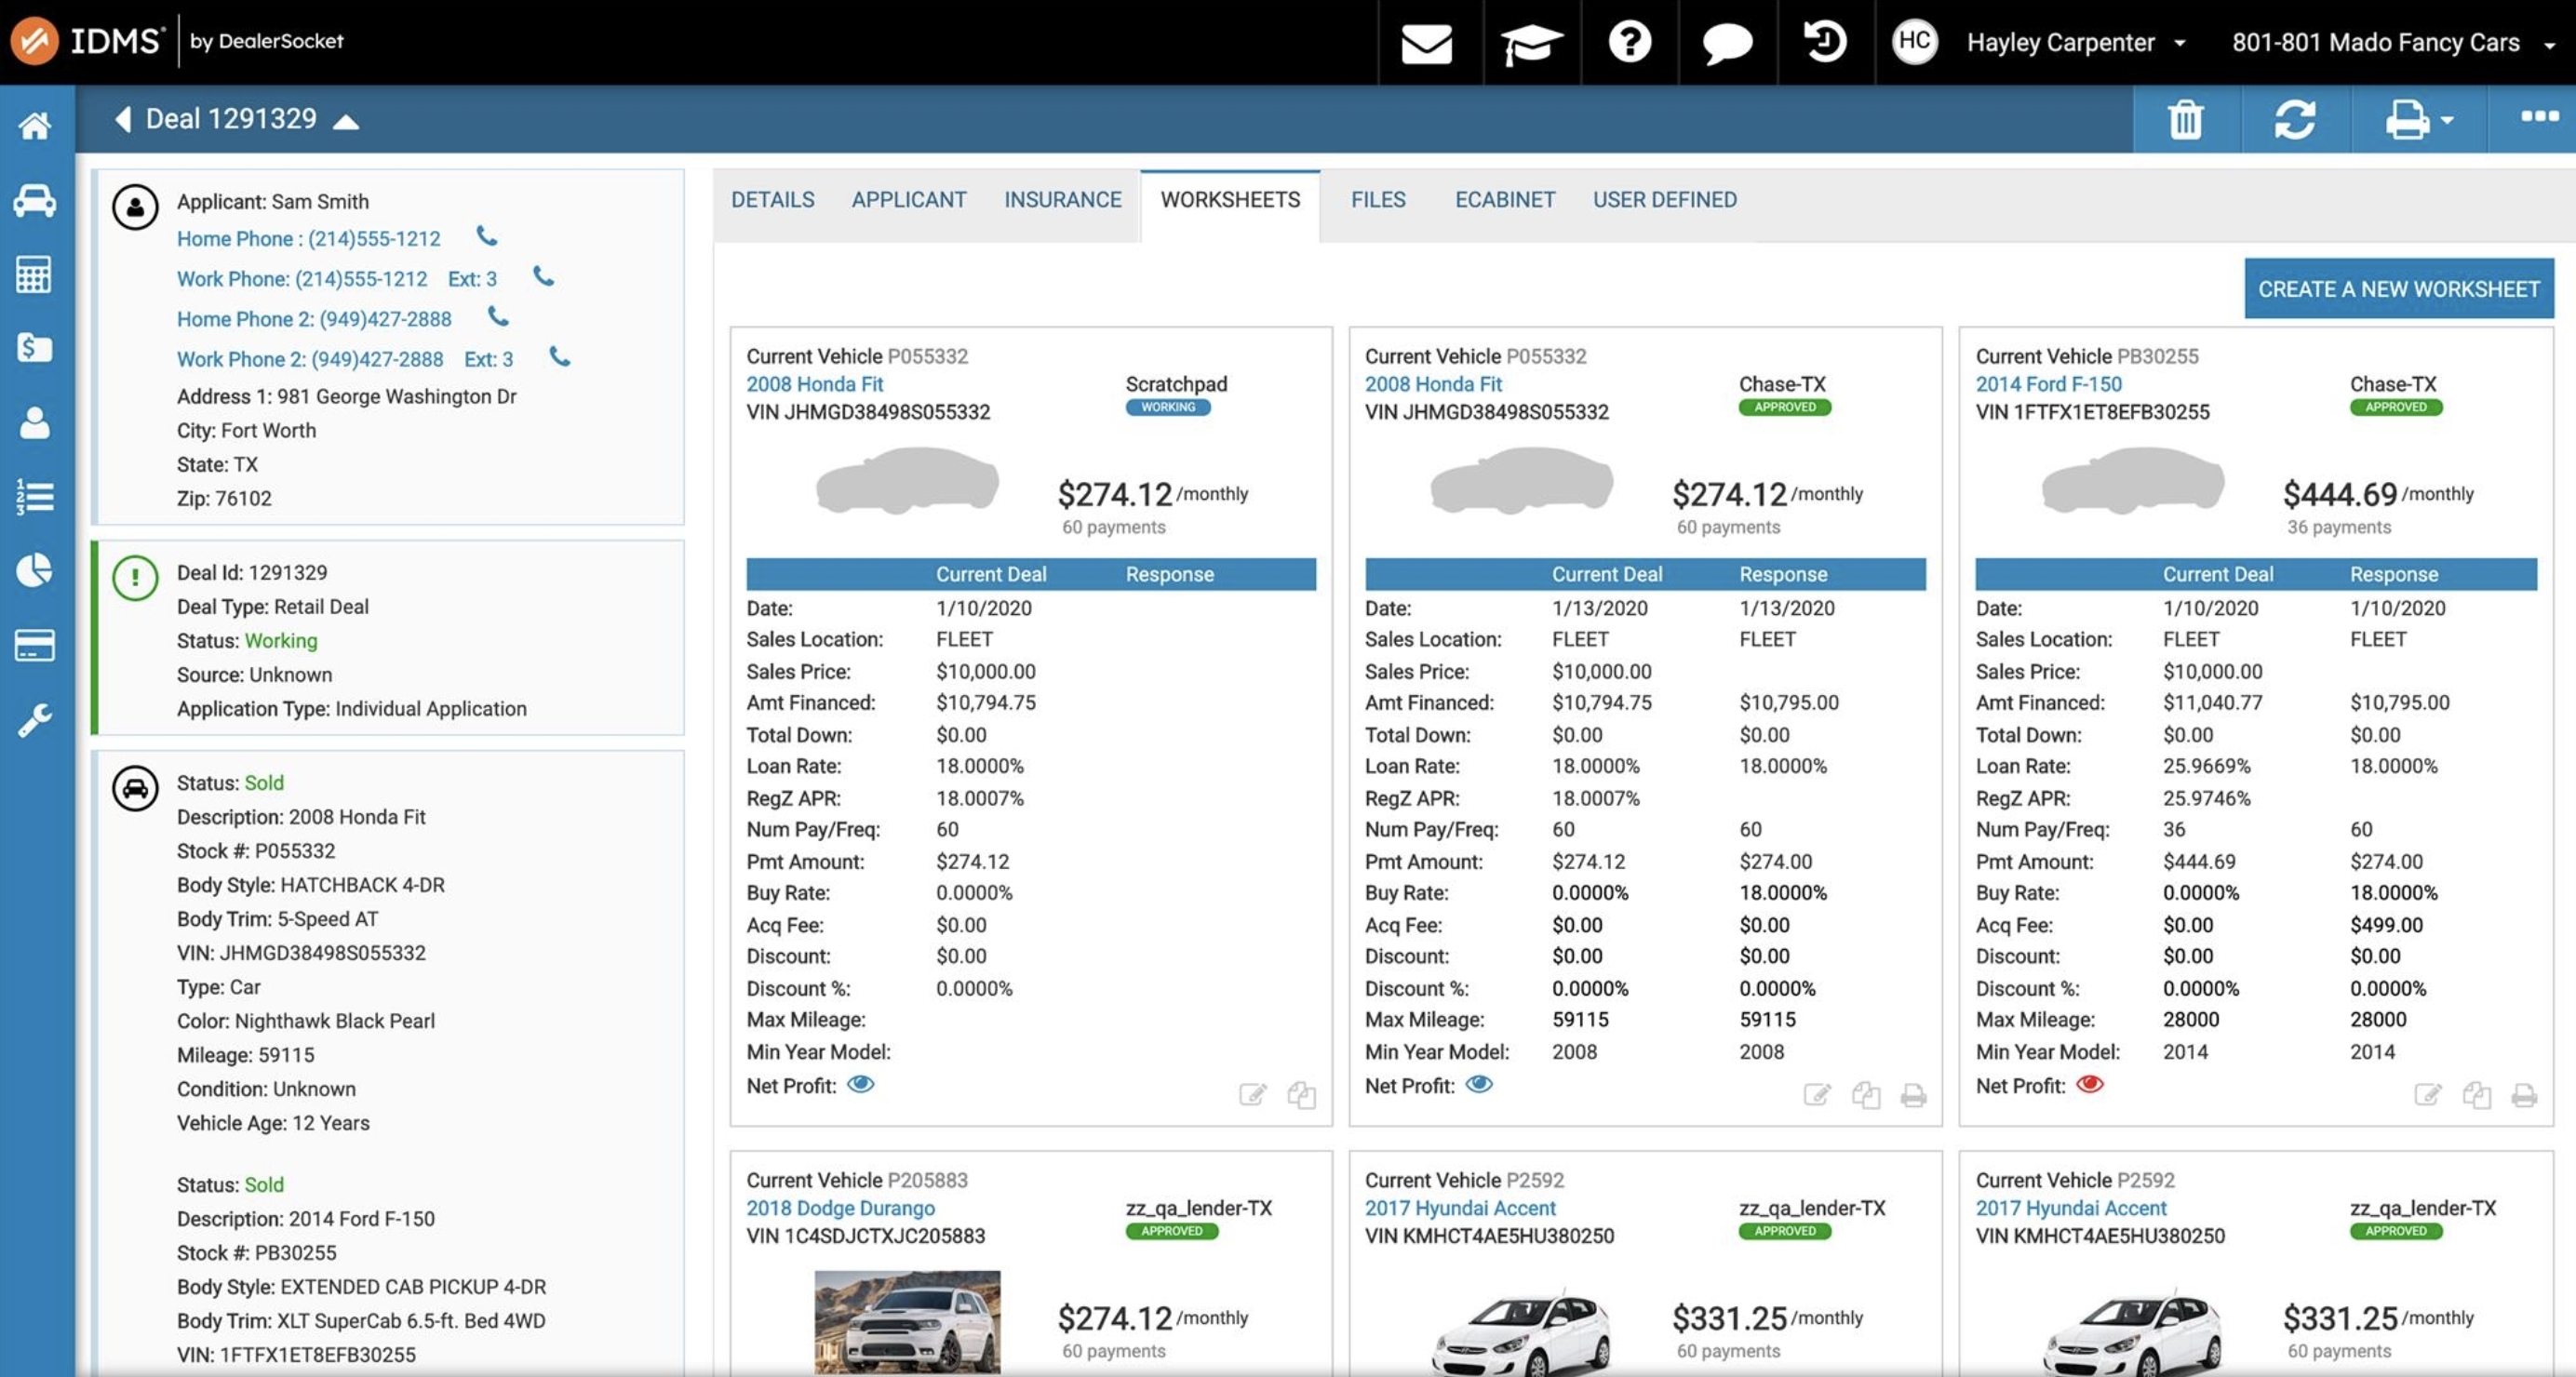 IDMS® by DealerSocket
HC Hayley Carpenter 801-801 Mado Fancy Cars
Deal 1291329
Applicant: Sam Smith
Home Phone : (214)555-1212
Work Phone: (214)555-1212 Ext: 3
Home Phone 2: (949)427-2888
Work Phone 2: (949)427-2888 Ext: 3
Address 1: 981 George Washington Dr
City: Fort Worth
State: TX
Zip: 76102
Deal Id: 1291329
Deal Type: Retail Deal
Status: Working
Source: Unknown
Application Type: Individual Application
Status: Sold
Description: 2008 Honda Fit
Stock #: P055332
Body Style: HATCHBACK 4-DR
Body Trim: 5-Speed AT
VIN: JHMGD38498S055332
Type: Car
Color: Nighthawk Black Pearl
Mileage: 59115
Condition: Unknown
Vehicle Age: 12 Years
Status: Sold
Description: 2014 Ford F-150
Stock #: PB30255
Body Style: EXTENDED CAB PICKUP 4-DR
Body Trim: XLT SuperCab 6.5-ft. Bed 4WD
VIN: 1FTFX1ET8EFB30255
DETAILS APPLICANT INSURANCE WORKSHEETS FILES ECABINET USER DEFINED
CREATE A NEW WORKSHEET
Current Vehicle P055332
2008 Honda Fit Scratchpad
VIN JHMGD38498S055332 WORKING
$274.12 /monthly
60 payments
Current Deal Response
Date: 1/10/2020
Sales Location: FLEET
Sales Price: $10,000.00
Amt Financed: $10,794.75
Total Down: $0.00
Loan Rate: 18.0000%
RegZ APR: 18.0007%
Num Pay/Freq: 60
Pmt Amount: $274.12
Buy Rate: 0.0000%
Acq Fee: $0.00
Discount: $0.00
Discount %: 0.0000%
Max Mileage:
Min Year Model:
Net Profit:
Current Vehicle P055332
2008 Honda Fit Chase-TX
VIN JHMGD38498S055332 APPROVED
$274.12 /monthly
60 payments
Current Deal Response
Date: 1/13/2020 1/13/2020
Sales Location: FLEET FLEET
Sales Price: $10,000.00
Amt Financed: $10,794.75 $10,795.00
Total Down: $0.00 $0.00
Loan Rate: 18.0000% 18.0000%
RegZ APR: 18.0007%
Num Pay/Freq: 60 60
Pmt Amount: $274.12 $274.00
Buy Rate: 0.0000% 18.0000%
Acq Fee: $0.00 $0.00
Discount: $0.00 $0.00
Discount %: 0.0000% 0.0000%
Max Mileage: 59115 59115
Min Year Model: 2008 2008
Net Profit:
Current Vehicle PB30255
2014 Ford F-150 Chase-TX
VIN 1FTFX1ET8EFB30255 APPROVED
$444.69 /monthly
36 payments
Current Deal Response
Date: 1/10/2020 1/10/2020
Sales Location: FLEET FLEET
Sales Price: $10,000.00
Amt Financed: $11,040.77 $10,795.00
Total Down: $0.00 $0.00
Loan Rate: 25.9669% 18.0000%
RegZ APR: 25.9746%
Num Pay/Freq: 36 60
Pmt Amount: $444.69 $274.00
Buy Rate: 0.0000% 18.0000%
Acq Fee: $0.00 $499.00
Discount: $0.00 $0.00
Discount %: 0.0000% 0.0000%
Max Mileage: 28000 28000
Min Year Model: 2014 2014
Net Profit:
Current Vehicle P205883
2018 Dodge Durango zz_qa_lender-TX
VIN 1C4SDJCTXJC205883 APPROVED
$274.12 /monthly
60 payments
Current Vehicle P2592
2017 Hyundai Accent zz_qa_lender-TX
VIN KMHCT4AE5HU380250 APPROVED
$331.25 /monthly
60 payments
Current Vehicle P2592
2017 Hyundai Accent zz_qa_lender-TX
VIN KMHCT4AE5HU380250 APPROVED
$331.25 /monthly
60 payments